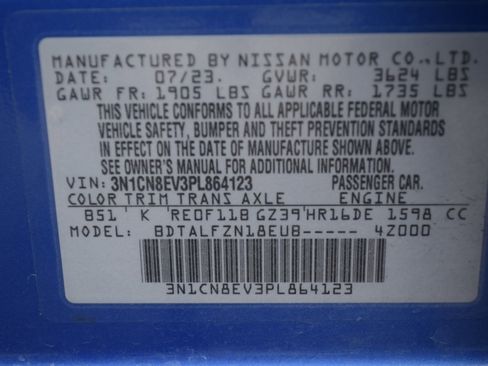 MANUFACTURED BY NISSAN MOTOR CO., LTD.
DATE: 07/23. GVWR: 3624 LBS
GAWR FR: 1905 LBS GAWR RR: 1735 LBS
THIS VEHICLE CONFORMS TO ALL APPLICABLE FEDERAL MOTOR
VEHICLE SAFETY, BUMPER AND THEFT PREVENTION STANDARDS
IN EFFECT ON THE DATE OF MANUFACTURE SHOWN ABOVE.
SEE OWNER'S MANUAL FOR ADDITIONAL INFORMATION.
VIN: 3N1CN8EV3PL864123 PASSENGER CAR.
COLOR TRIM TRANS AXLE ENGINE
B51' K 'RE0F11B GZ39'HR16DE 1598 CC
MODEL: BDTALFZN18EUB----- 4Z000
3N1CN8EV3PL864123